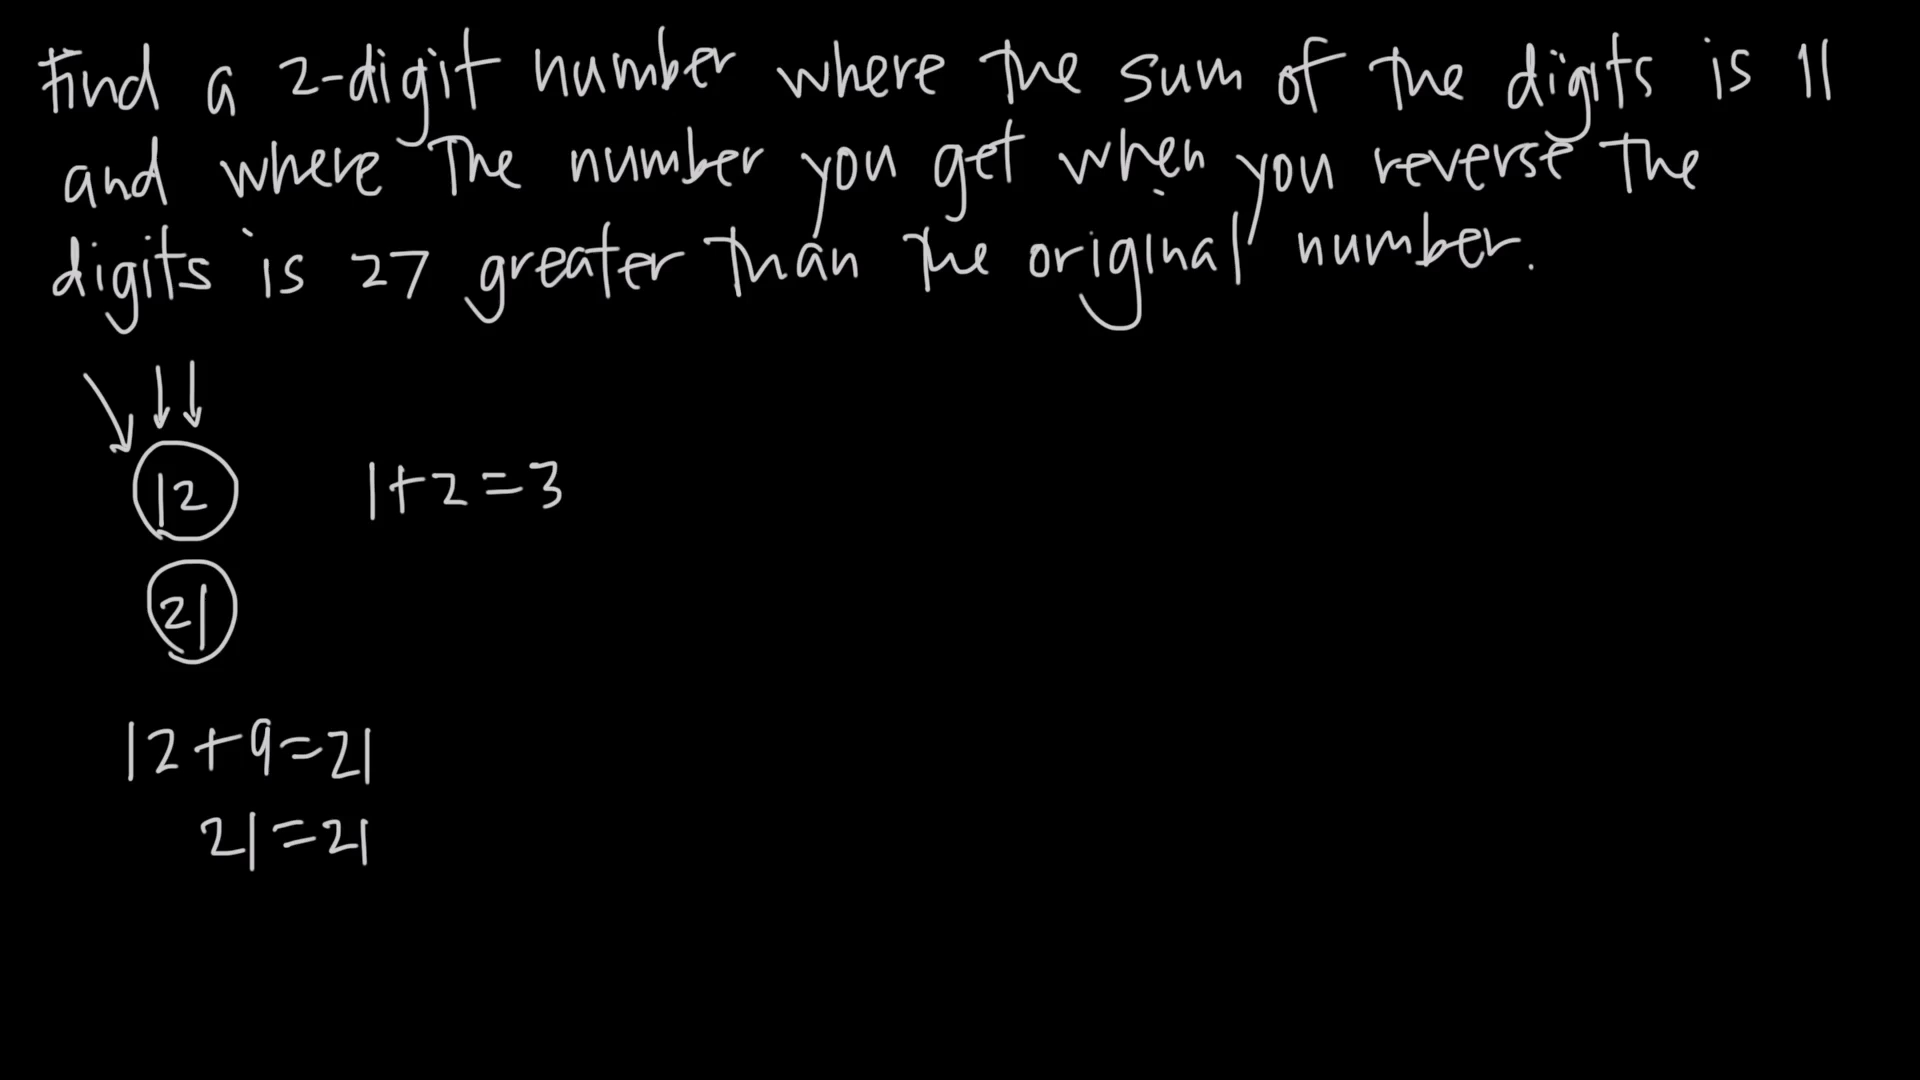 Find a 2-digit number where the sum of the digits is 11
and where the number you get when you reverse the
digits is 27 greater than the original number.
12 1+2=3
21
12+9=21
21=21